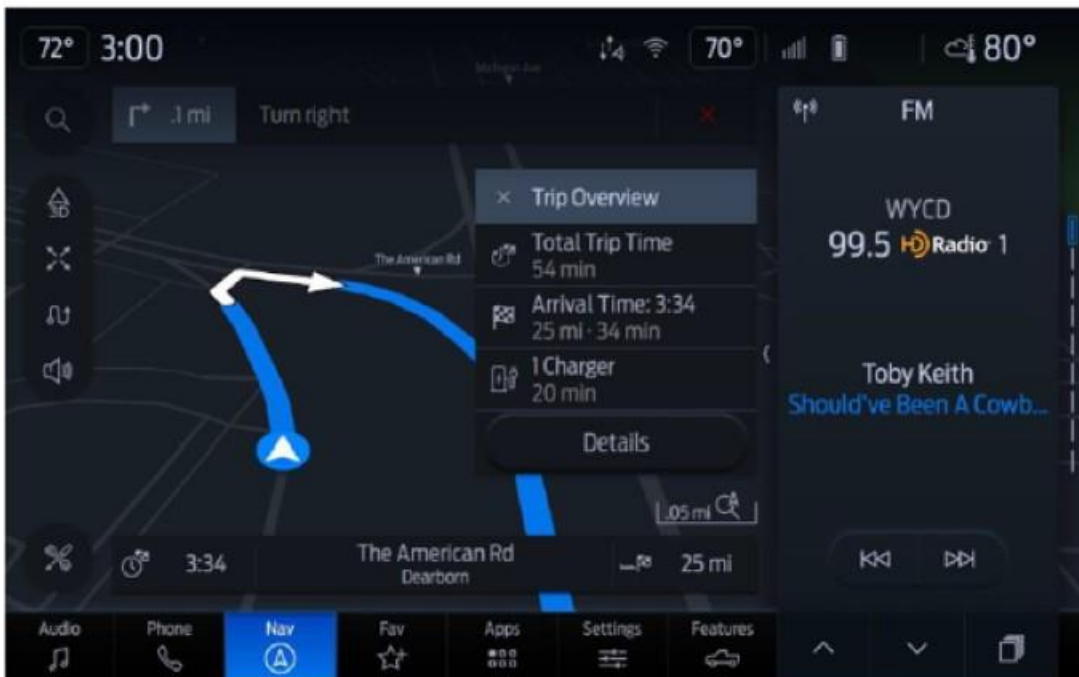 72° 3:00
70°
80°
.1 mi Turn right
FM
3D
Trip Overview
Total Trip Time
54 min
Arrival Time: 3:34
25 mi · 34 min
1 Charger
20 min
Details
The American Rd
WYCD
99.5 HD Radio 1
Toby Keith
Should've Been A Cowb...
.05 mi
3:34
The American Rd
Dearborn
25 mi
Audio
Phone
Nav
Fav
Apps
Settings
Features